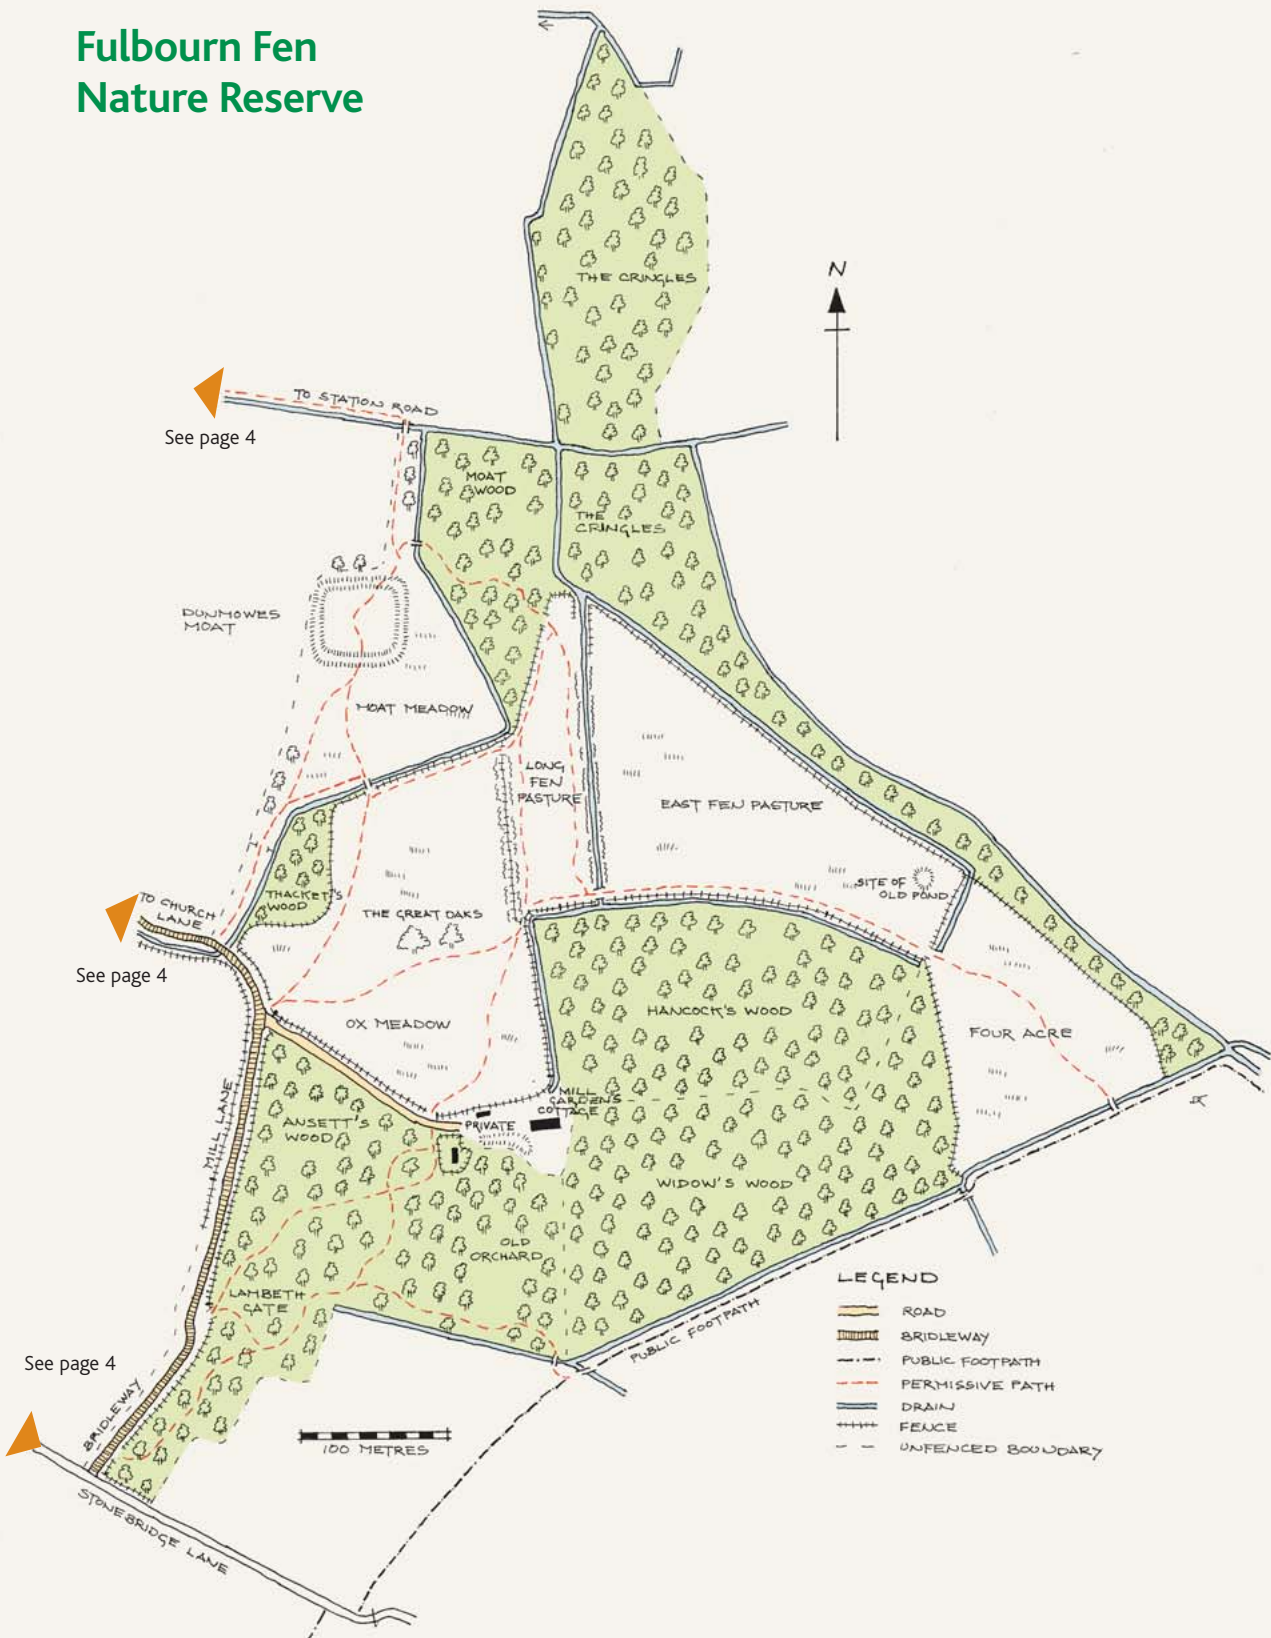 Fulbourn Fen
Nature Reserve
THE CRINGLES
N
TO STATION ROAD
See page 4
MOAT
WOOD
THE
CRINGLES
DUNMOWES
MOAT
MOAT MEADOW
LONG
FEN
PASTURE
EAST FEN PASTURE
SITE OF
OLD POND
THACKET'S
WOOD
TO CHURCH
LANE
THE GREAT OAKS
See page 4
HANCOCK'S WOOD
OX MEADOW
FOUR ACRE
MILL LANE
MILL
GARDENS
COTTAGE
ANSETT'S
WOOD
PRIVATE
WIDOW'S WOOD
OLD
ORCHARD
LAMBETH
GATE
PUBLIC FOOTPATH
See page 4
BRIDLEWAY
100 METRES
STONEBRIDGE LANE
LEGEND
ROAD
BRIDLEWAY
PUBLIC FOOTPATH
PERMISSIVE PATH
DRAIN
FENCE
UNFENCED BOUNDARY